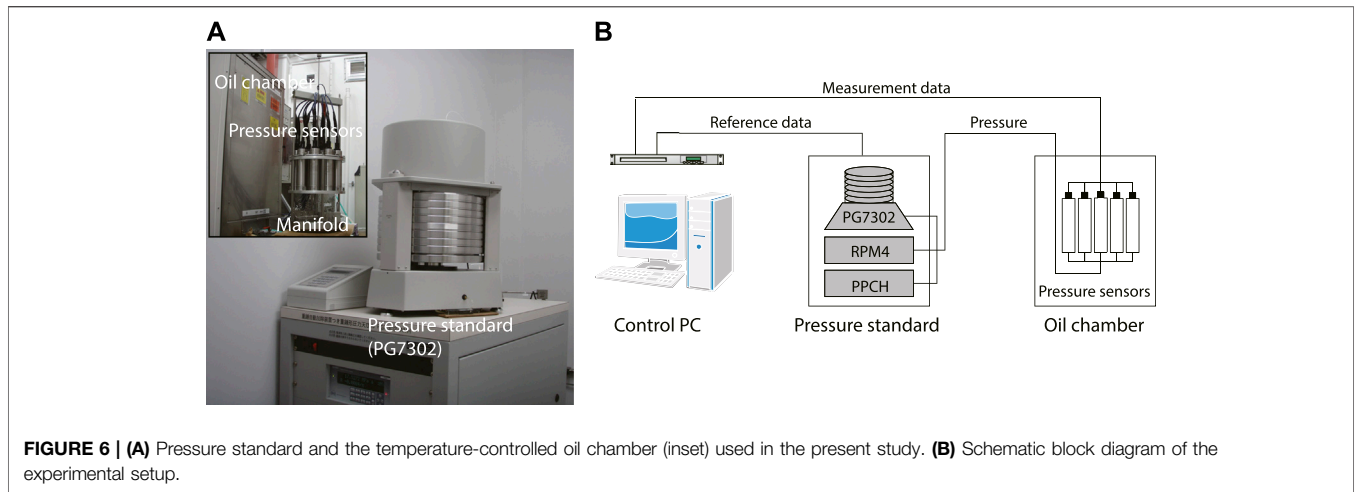 A
B
Oil chamber
Pressure sensors
Manifold
Pressure standard
(PG7302)
Measurement data
Reference data
Pressure
PG7302
RPM4
PPCH
Pressure sensors
Control PC
Pressure standard
Oil chamber
FIGURE 6 | (A) Pressure standard and the temperature-controlled oil chamber (inset) used in the present study. (B) Schematic block diagram of the
experimental setup.